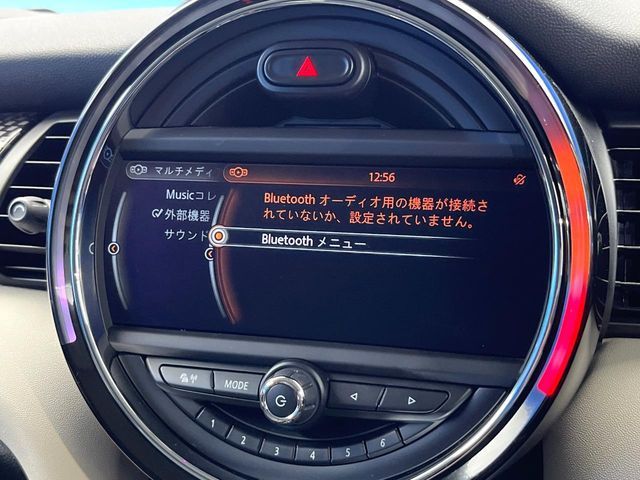 マルチメディ
12:56
Musicコレ
外部機器
サウンド
Bluetooth オーディオ用の機器が接続さ
れていないか、設定されていません。
Bluetooth メニュー
MODE
1 2 3 4 5 6